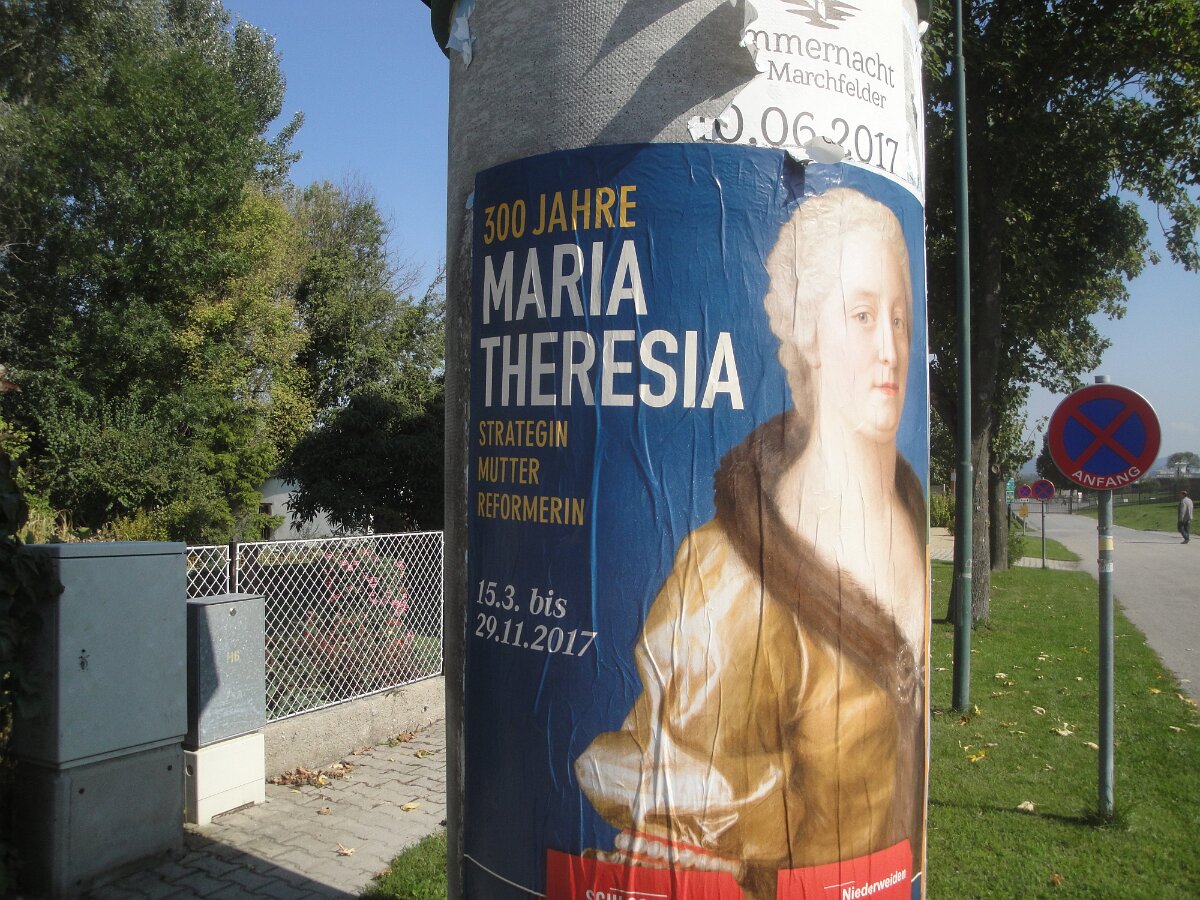 mmernacht
Marchfelder
0.06.2017
300 JAHRE
MARIA
THERESIA
STRATEGIN
MUTTER
REFORMERIN
15.3. bis
29.11.2017
Niederweiden
ANFANG
H6